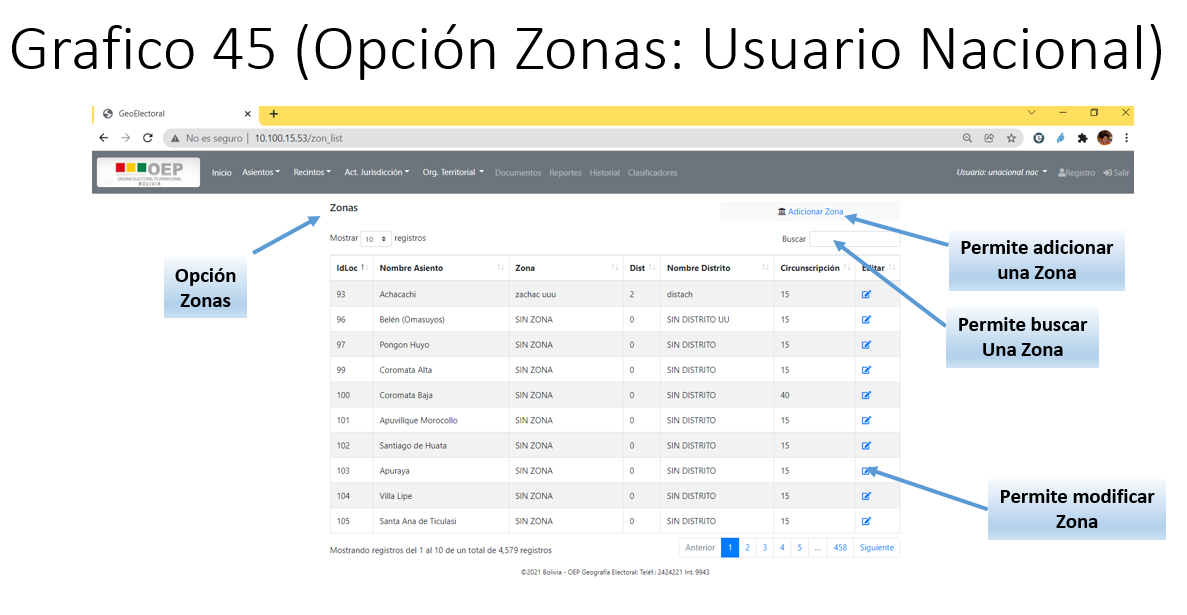 Grafico 45 (Opción Zonas: Usuario Nacional)
GeoElectoral
No es seguro | 10.100.15.53/zon_list
OEP
ÓRGANO ELECTORAL PLURINACIONAL
BOLIVIA
Inicio Asientos Recintos Act. Jurisdicción Org. Territorial Documentos Reportes Historial Clasificadores Usuario: unacional nac Registro Salir
Zonas
Adicionar Zona
Mostrar 10 registros
Buscar
Permite adicionar
una Zona
Opción
Zonas
Permite buscar
Una Zona
IdLoc Nombre Asiento Zona Dist Nombre Distrito Circunscripción Editar
93 Achacachi zachac uuu 2 distach 15
96 Belén (Omasuyos) SIN ZONA 0 SIN DISTRITO UU 15
97 Pongon Huyo SIN ZONA 0 SIN DISTRITO 15
99 Coromata Alta SIN ZONA 0 SIN DISTRITO 15
100 Coromata Baja SIN ZONA 0 SIN DISTRITO 40
101 Apuvillque Morocollo SIN ZONA 0 SIN DISTRITO 15
102 Santiago de Huata SIN ZONA 0 SIN DISTRITO 15
103 Apuraya SIN ZONA 0 SIN DISTRITO 15
104 Villa Lipe SIN ZONA 0 SIN DISTRITO 15
105 Santa Ana de Ticulasi SIN ZONA 0 SIN DISTRITO 15
Permite modificar
Zona
Mostrando registros del 1 al 10 de un total de 4,579 registros
Anterior 1 2 3 4 5 ... 458 Siguiente
©2021 Bolivia - OEP Geografía Electoral: Teléf.: 2424221 Int. 9943